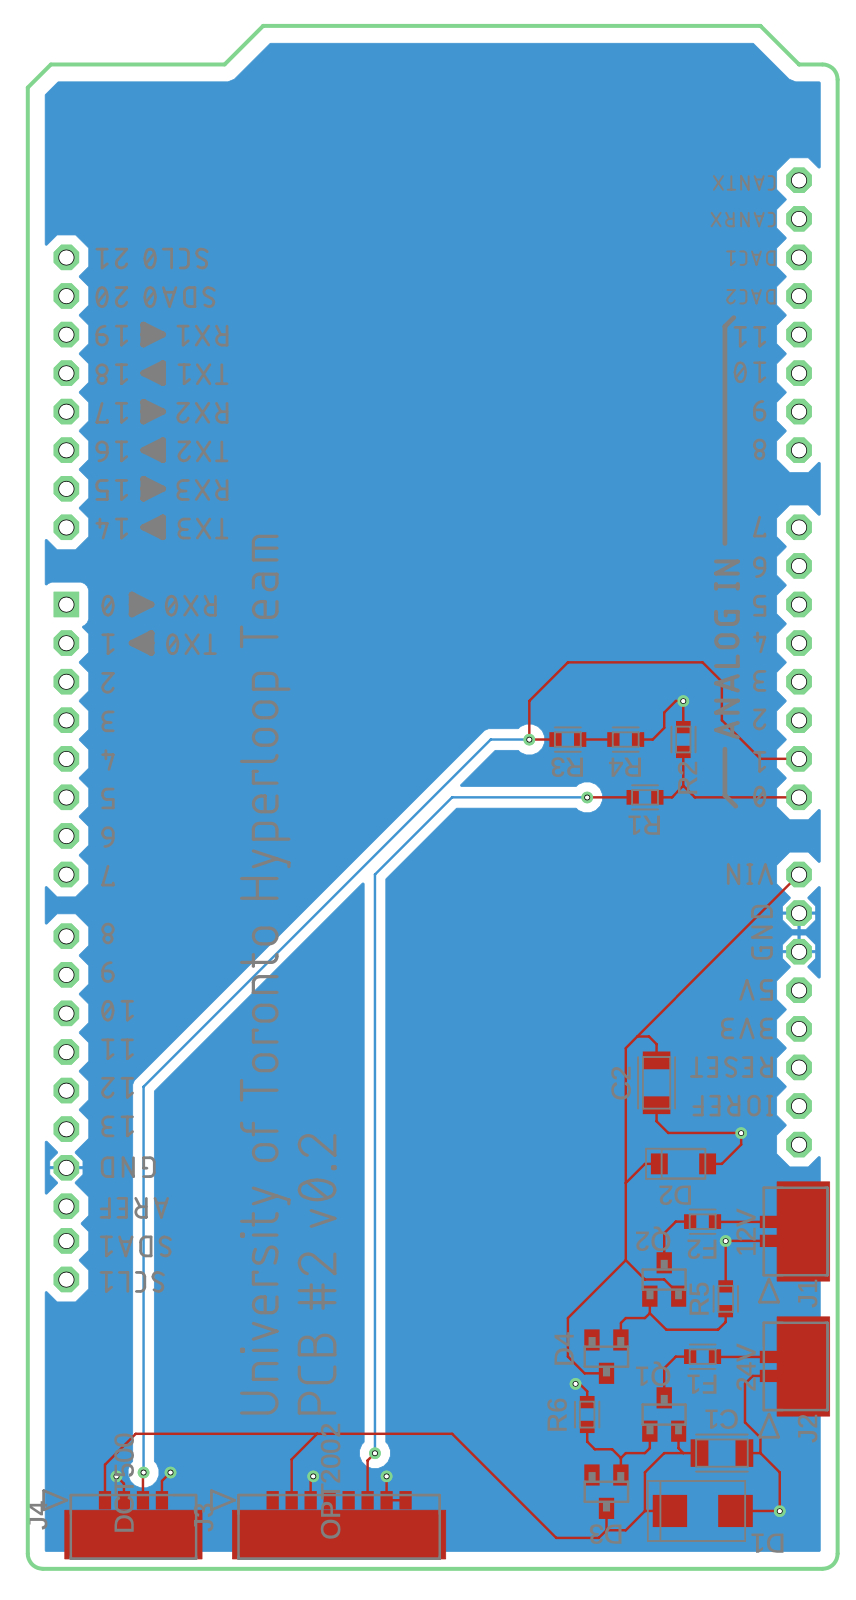 SCL0 21
SDA0 20
RX1 19
TX1 18
RX2 17
TX2 16
RX3 15
TX3 14
RX0 0
TX0 1
2
3
4
5
6
7
8
9
10
11
12
13
GND
AREF
SDA1
SCL1
University of Toronto Hyperloop Team
PCB #2 v0.2
CANTX
CANRX
DAC1
DAC2
11
10
9
8
7
6
5
4
3
2
1
0
ANALOG IN
R3
R4
R2
R1
VIN
GND
5V
3V3
RESET
IOREF
C2
D2
Q2
F2
12V
J1
R5
D4
Q1
F1
24V
J2
R6
C1
D3
D1
J4
J3
OPT2002